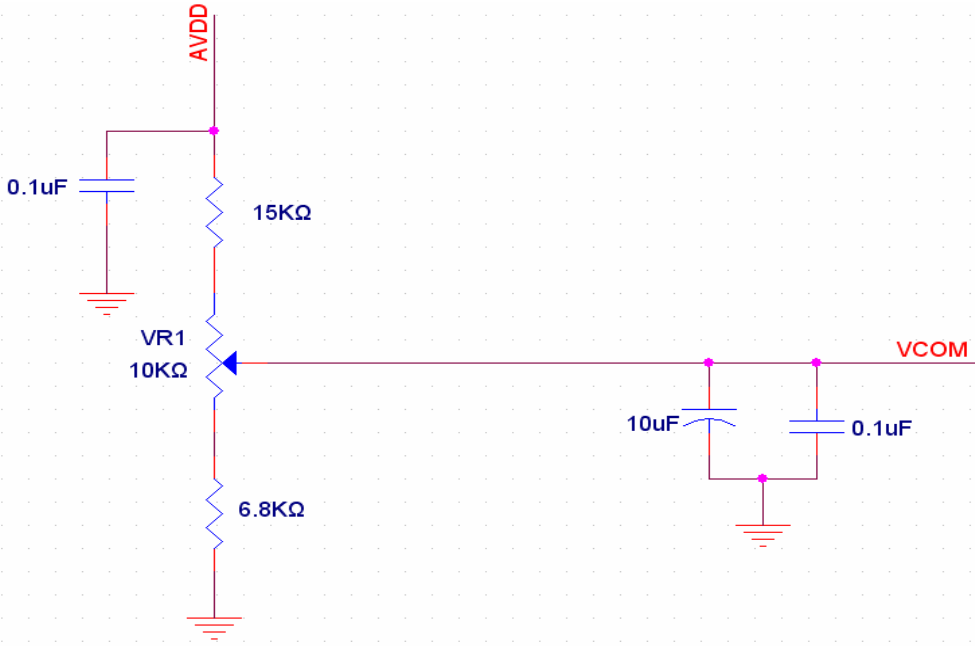 AVDD
0.1uF
15KΩ
VR1
10KΩ
VCOM
10uF
0.1uF
6.8KΩ